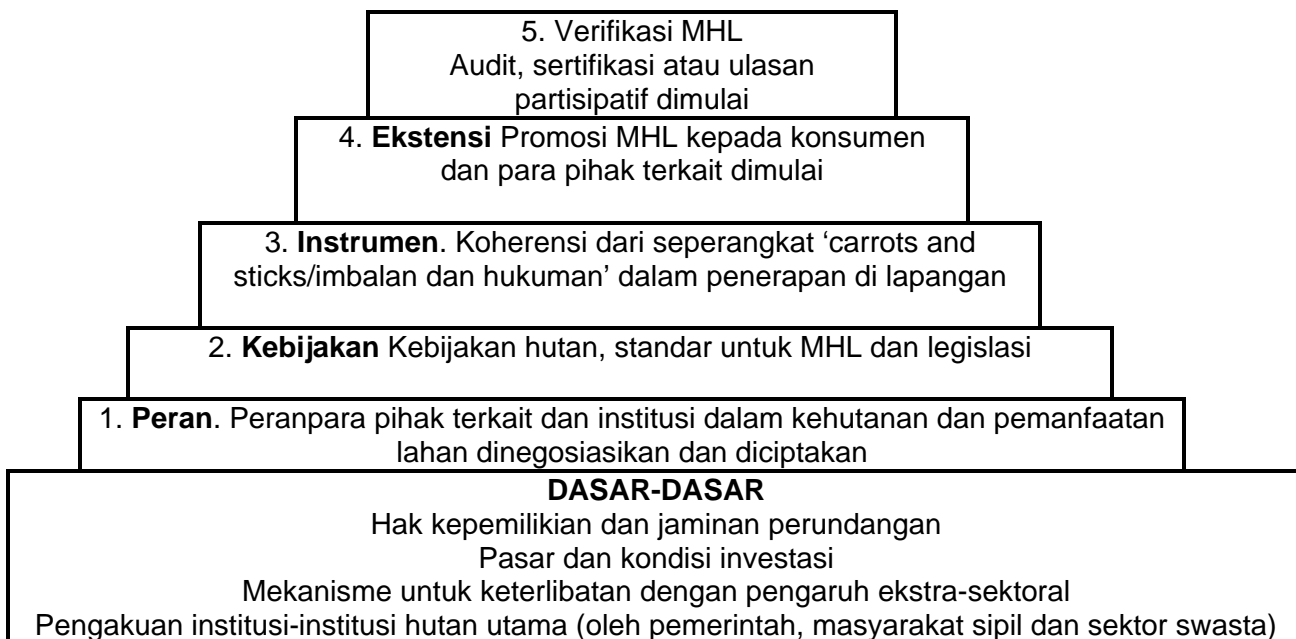 5. Verifikasi MHL
Audit, sertifikasi atau ulasan
partisipatif dimulai
4. Ekstensi Promosi MHL kepada konsumen
dan para pihak terkait dimulai
3. Instrumen. Koherensi dari seperangkat ‘carrots and
sticks/imbalan dan hukuman’ dalam penerapan di lapangan
2. Kebijakan Kebijakan hutan, standar untuk MHL dan legislasi
1. Peran. Peranpara pihak terkait dan institusi dalam kehutanan dan pemanfaatan
lahan dinegosiasikan dan diciptakan
DASAR-DASAR
Hak kepemilikian dan jaminan perundangan
Pasar dan kondisi investasi
Mekanisme untuk keterlibatan dengan pengaruh ekstra-sektoral
Pengakuan institusi-institusi hutan utama (oleh pemerintah, masyarakat sipil dan sektor swasta)